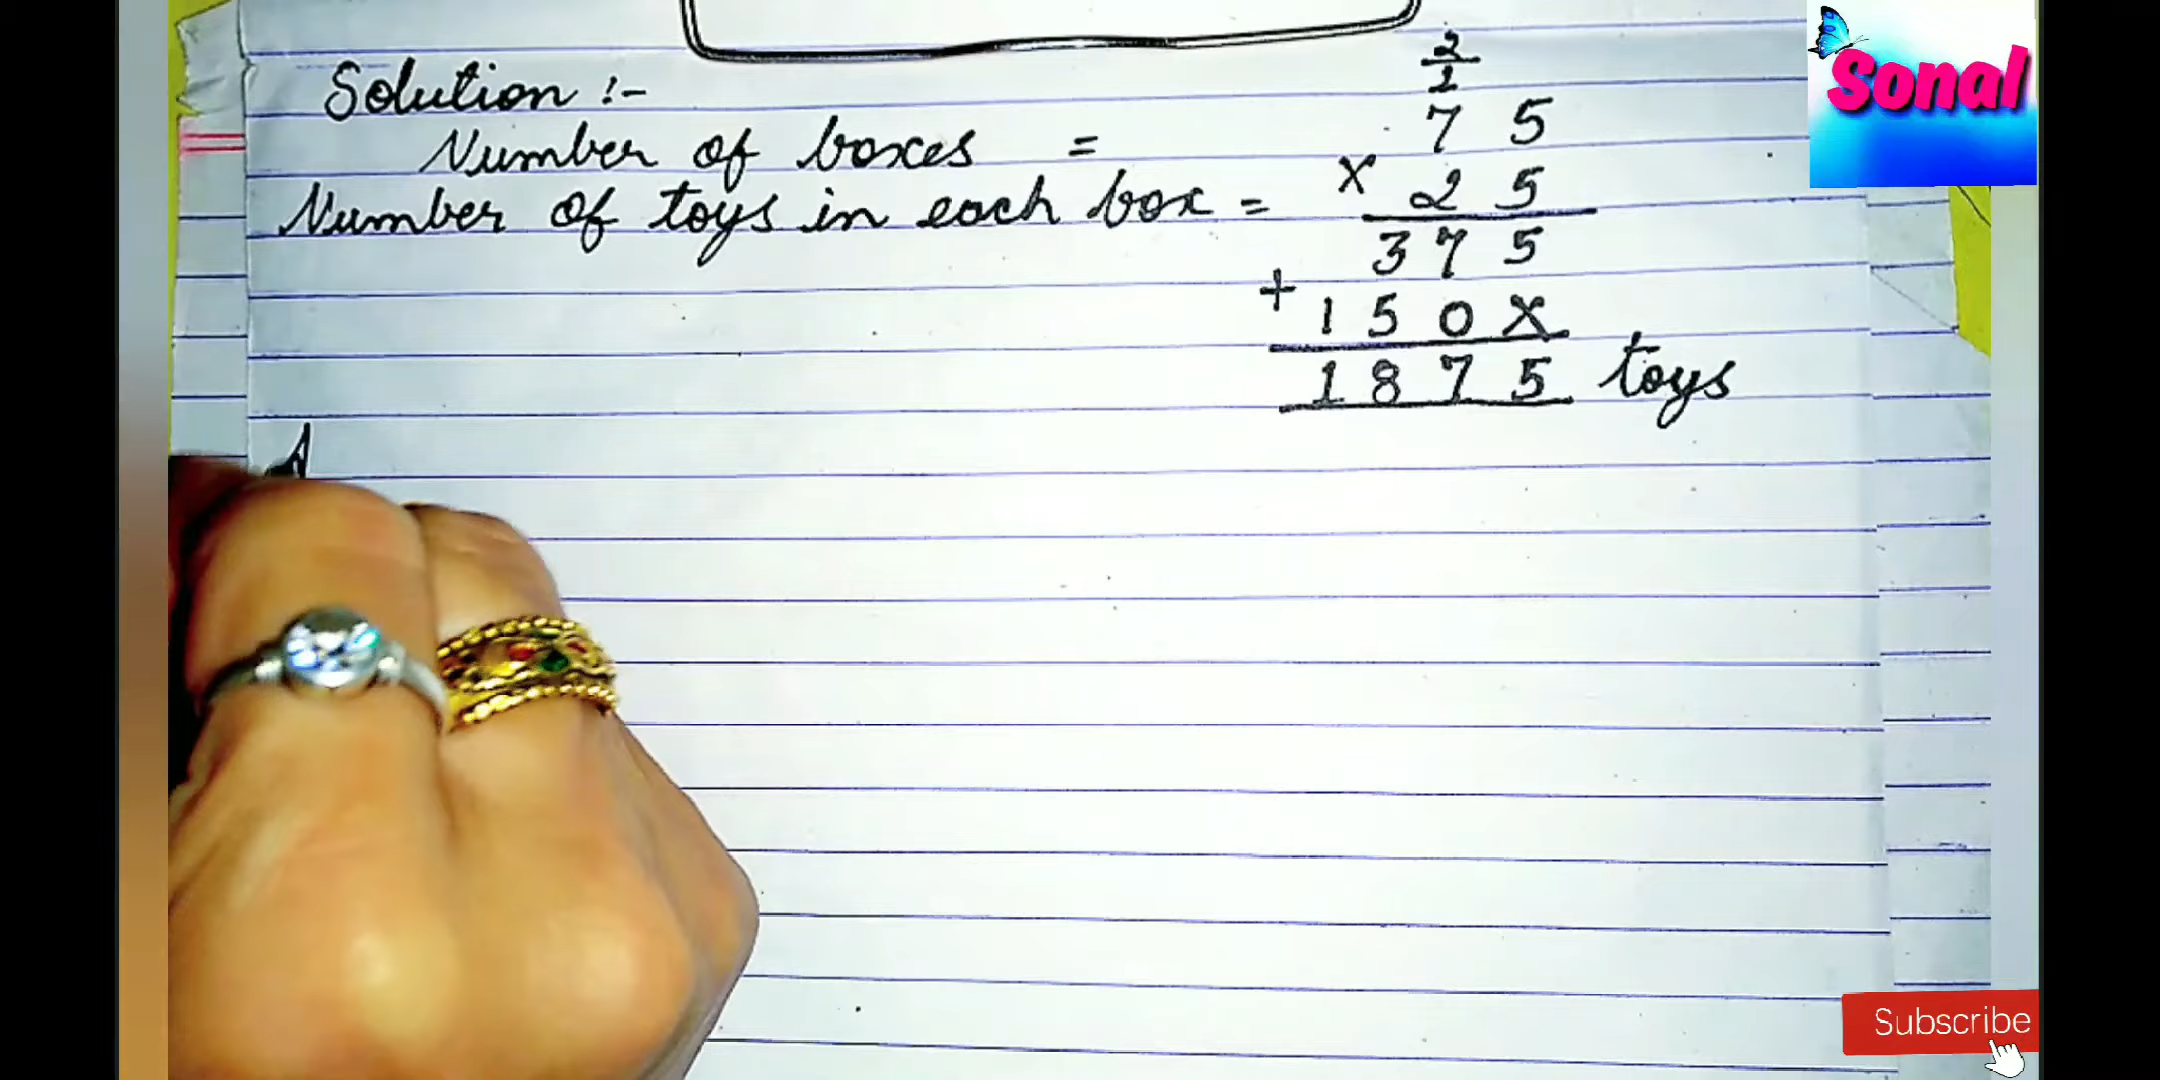 Solution :-
Number of boxes = 75
Number of toys in each box = × 25
2
2
375
+ 150×
1875 toys
A
Sonal
Subscribe